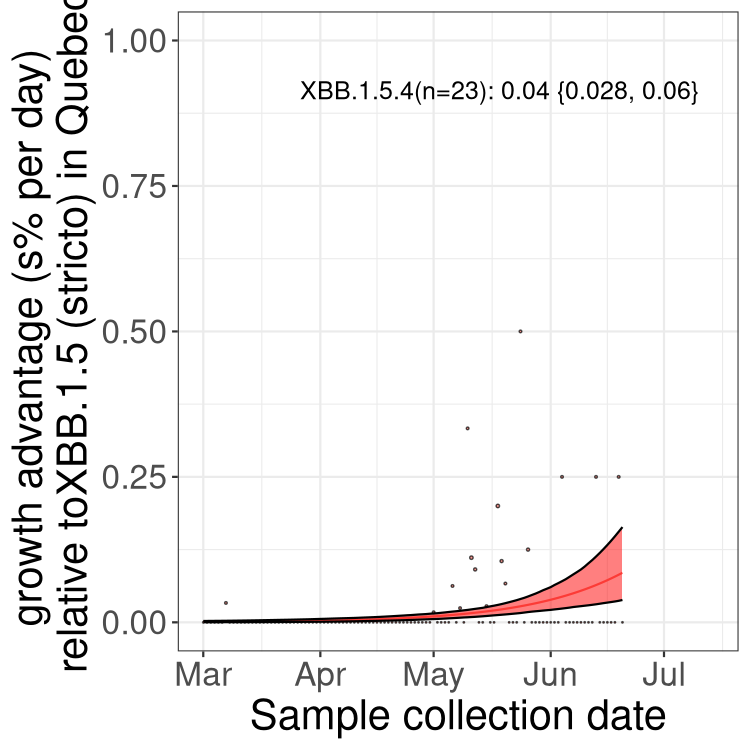 growth advantage (s% per day)
relative toXBB.1.5 (stricto) in Quebec
1.00
XBB.1.5.4(n=23): 0.04 {0.028, 0.06}
0.75
0.50
0.25
0.00
Mar Apr May Jun Jul
Sample collection date